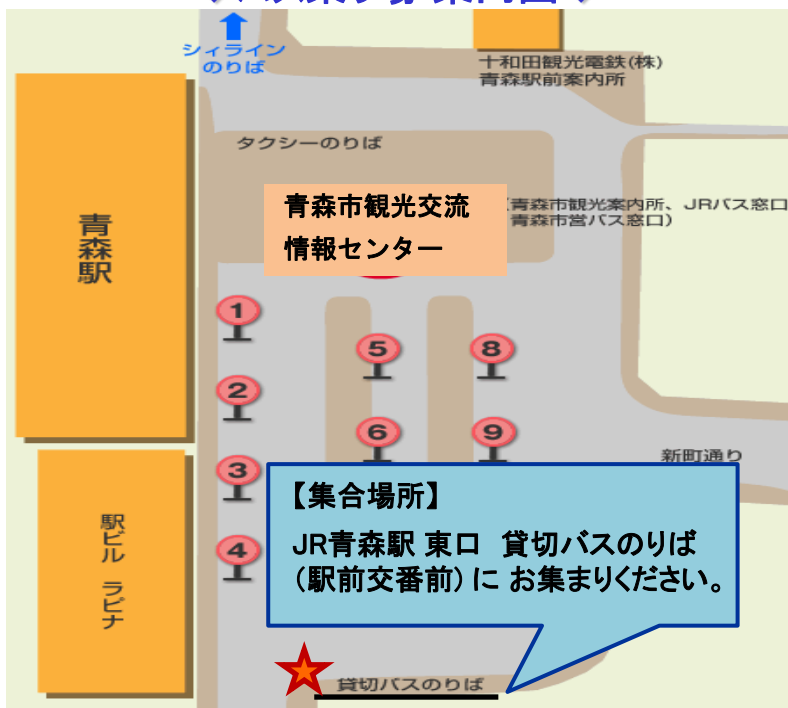 シィライン
のりば
十和田観光電鉄(株)
青森駅前案内所
タクシーのりば
青森市観光交流
情報センター
青森市観光案内所、JRバス窓口
青森市営バス窓口)
青森駅
1
5
8
2
6
9
新町通り
3
【集合場所】
JR青森駅 東口 貸切バスのりば
(駅前交番前) に お集まりください。
4
駅ビル ラビナ
貸切バスのりば